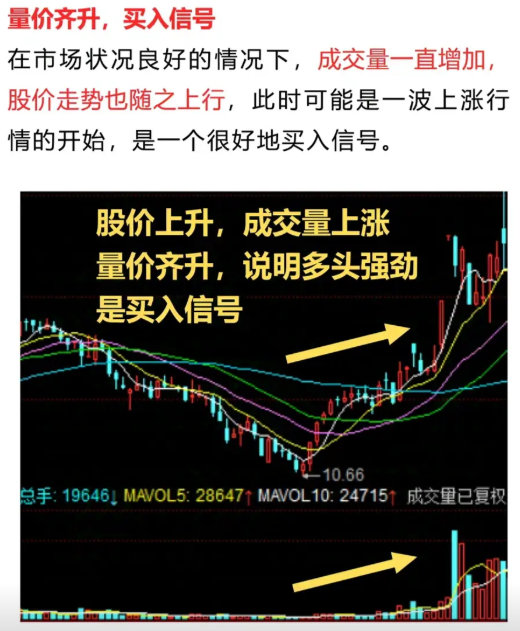 量价齐升，买入信号
在市场状况良好的情况下，成交量一直增加，
股价走势也随之上行，此时可能是一波上涨行
情的开始，是一个很好地买入信号。
股价上升，成交量上涨
量价齐升，说明多头强劲
是买入信号
10.66
总手: 19646↓ MAVOL5: 28647↑ MAVOL10: 24715↑ 成交量已复权